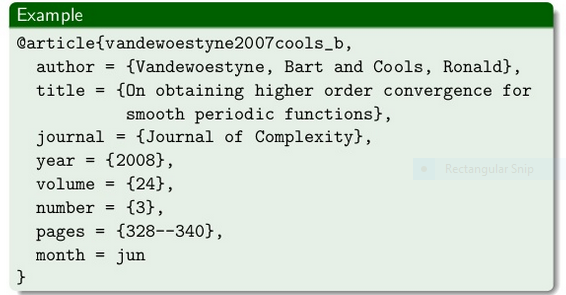 Example
@article{vandewoestyne2007cools_b,
  author = {Vandewoestyne, Bart and Cools, Ronald},
  title = {On obtaining higher order convergence for
           smooth periodic functions},
  journal = {Journal of Complexity},
  year = {2008},
  volume = {24},
  number = {3},
  pages = {328--340},
  month = jun
}
Rectangular Snip